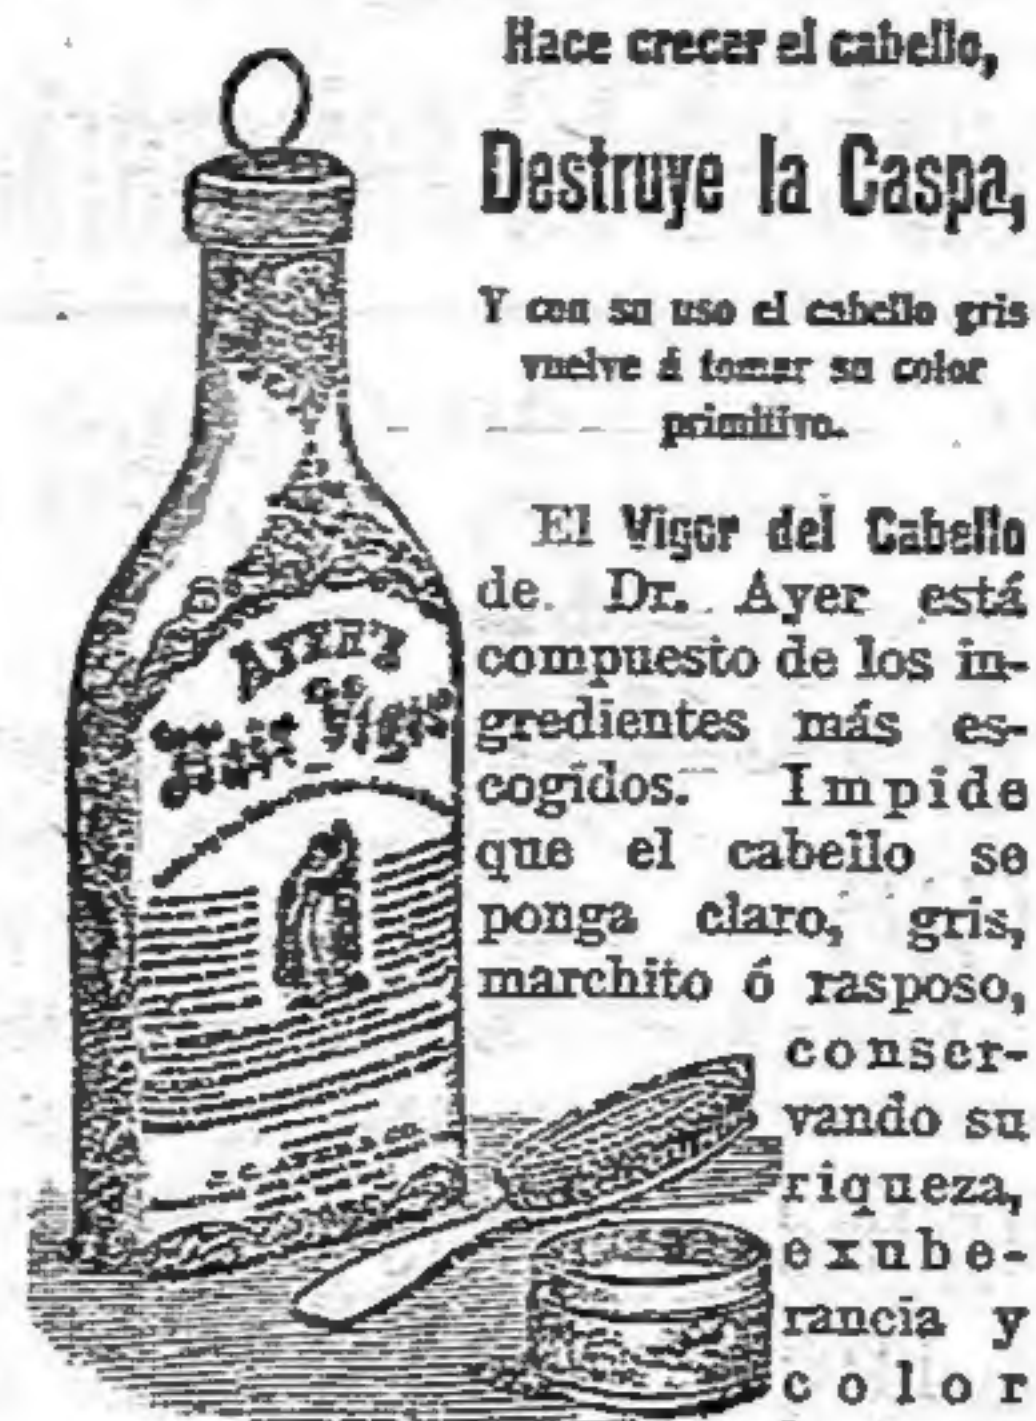 Hace crecer el cabello,
Destruye la Caspa,
Y con su uso el cabello gris
vuelve á tomar su color
primitivo.
El Vigor del Cabello
de. Dr. Ayer está
compuesto de los in-
gredientes más es-
cogidos. Impide
que el cabello se
ponga claro, gris,
marchito ó rasposo,
conser-
vando su
riqueza,
exube-
rancia y
color
AYER'S
Hair Vigor
J. C. AYER & CO.